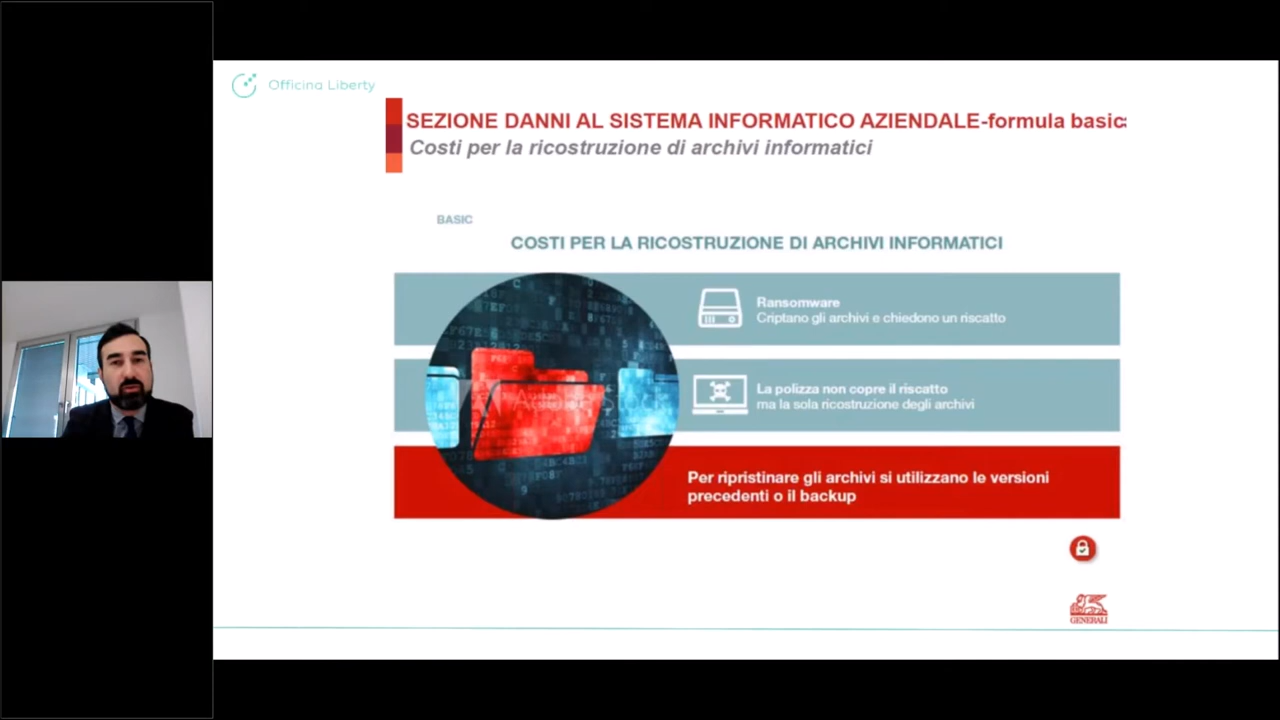 Officina Liberty
SEZIONE DANNI AL SISTEMA INFORMATICO AZIENDALE-formula basic
Costi per la ricostruzione di archivi informatici
BASIC
COSTI PER LA RICOSTRUZIONE DI ARCHIVI INFORMATICI
Ransomware
Criptano gli archivi e chiedono un riscatto
La polizza non copre il riscatto
ma la sola ricostruzione degli archivi
Per ripristinare gli archivi si utilizzano le versioni
precedenti o il backup
GENERALI